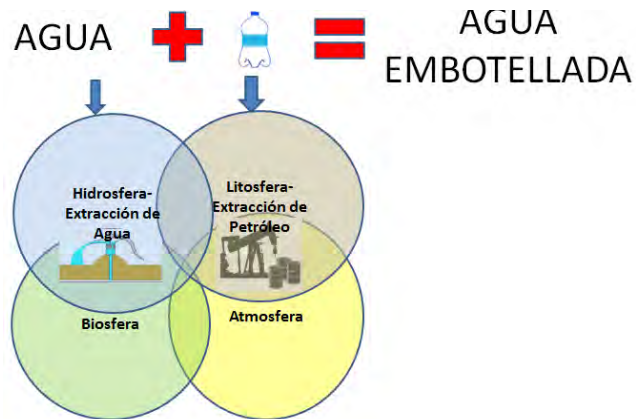 AGUA
AGUA
EMBOTELLADA
Hidrosfera-
Extracción de
Agua
Litosfera-
Extracción de
Petróleo
Biosfera
Atmosfera